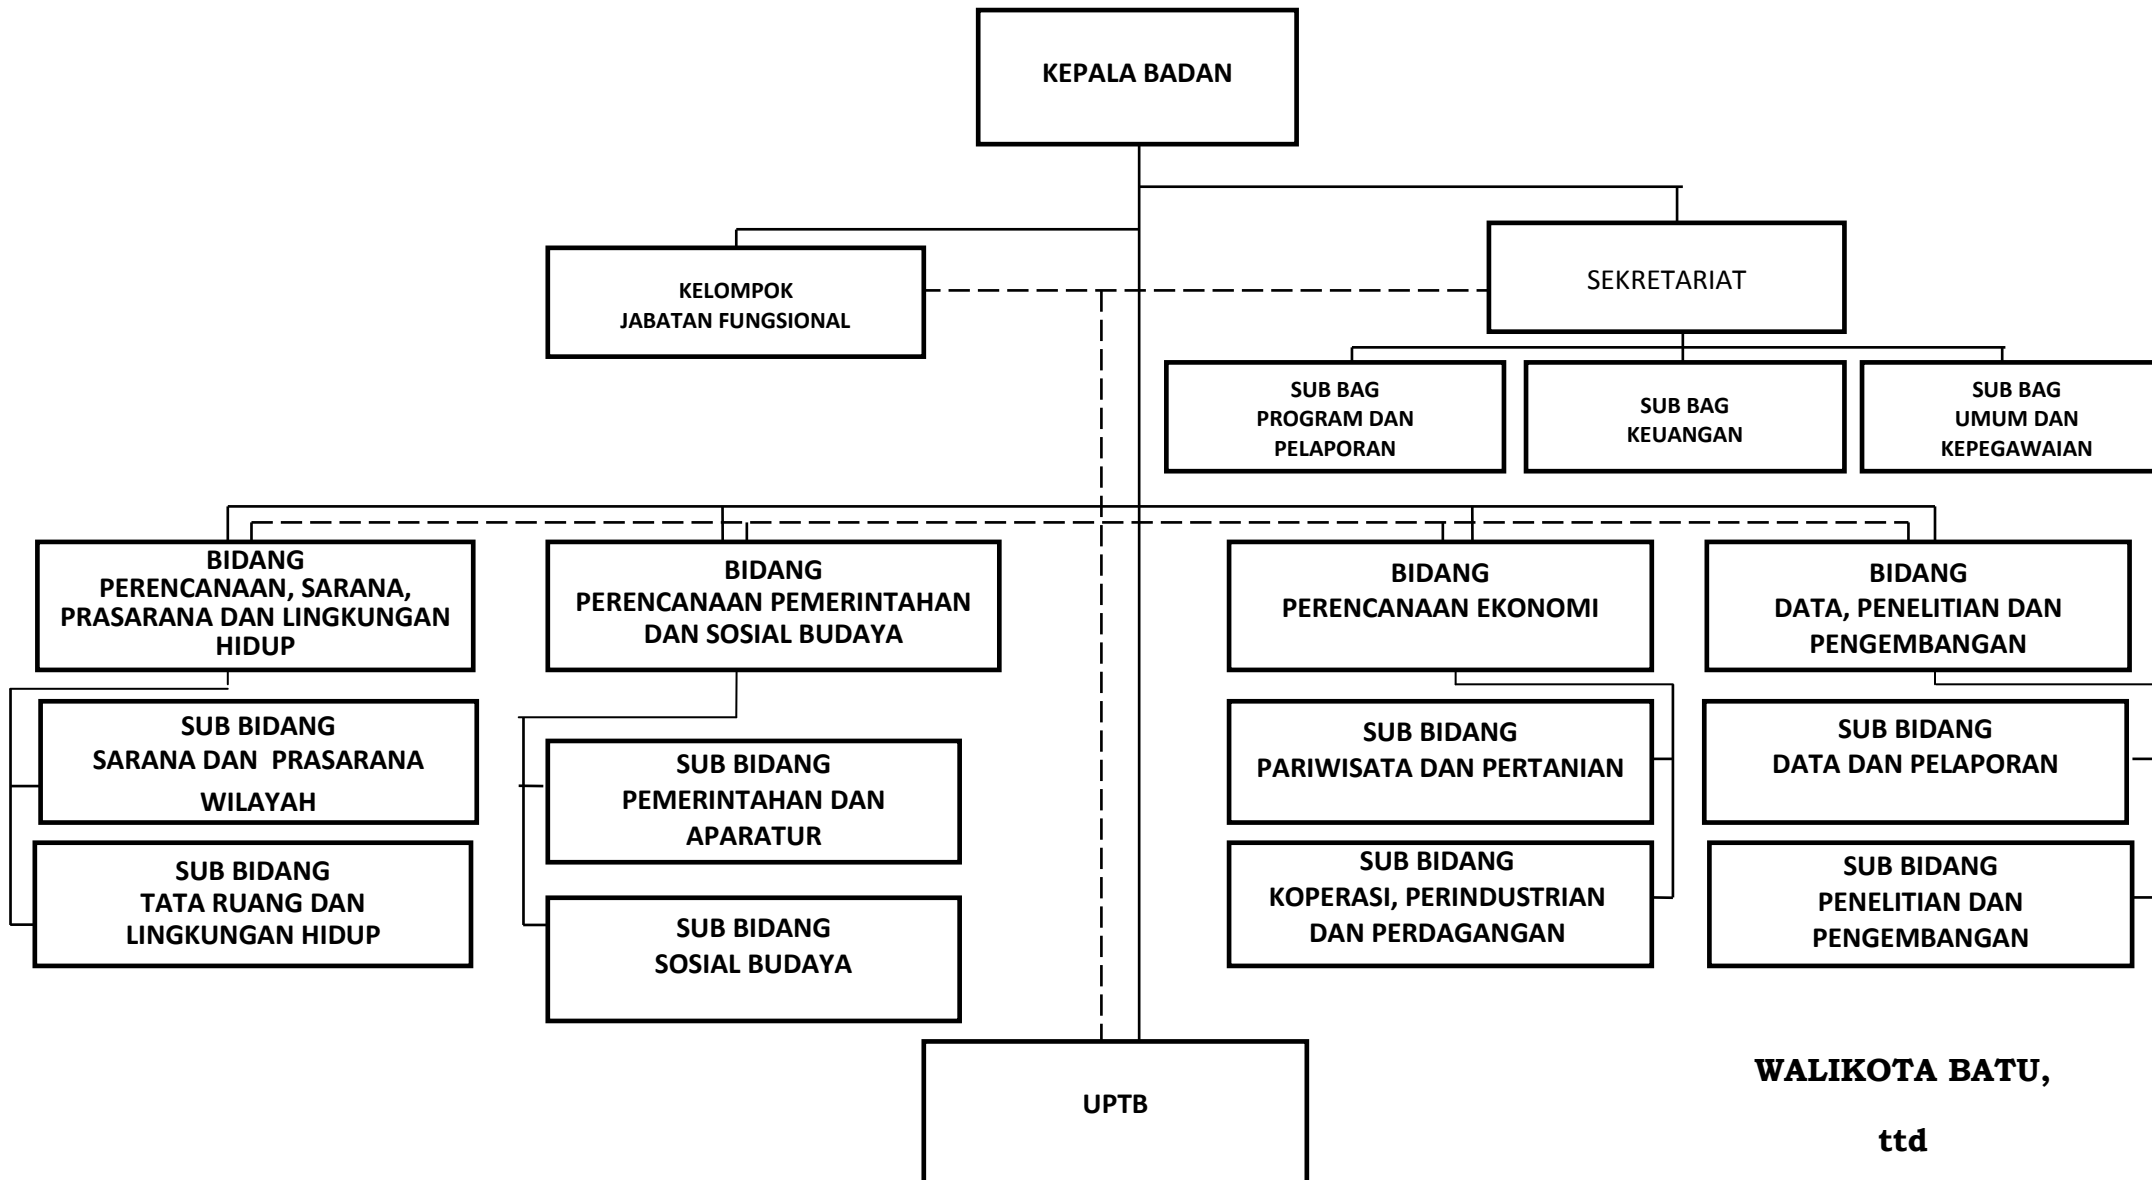 KEPALA BADAN
KELOMPOK
JABATAN FUNGSIONAL
SEKRETARIAT
SUB BAG
PROGRAM DAN
PELAPORAN
SUB BAG
KEUANGAN
SUB BAG
UMUM DAN
KEPEGAWAIAN
BIDANG
PERENCANAAN, SARANA,
PRASARANA DAN LINGKUNGAN
HIDUP
BIDANG
PERENCANAAN PEMERINTAHAN
DAN SOSIAL BUDAYA
BIDANG
PERENCANAAN EKONOMI
BIDANG
DATA, PENELITIAN DAN
PENGEMBANGAN
SUB BIDANG
SARANA DAN  PRASARANA
WILAYAH
SUB BIDANG
PEMERINTAHAN DAN
APARATUR
SUB BIDANG
PARIWISATA DAN PERTANIAN
SUB BIDANG
DATA DAN PELAPORAN
SUB BIDANG
TATA RUANG DAN
LINGKUNGAN HIDUP
SUB BIDANG
SOSIAL BUDAYA
SUB BIDANG
KOPERASI, PERINDUSTRIAN
DAN PERDAGANGAN
SUB BIDANG
PENELITIAN DAN
PENGEMBANGAN
UPTB
WALIKOTA BATU,
ttd